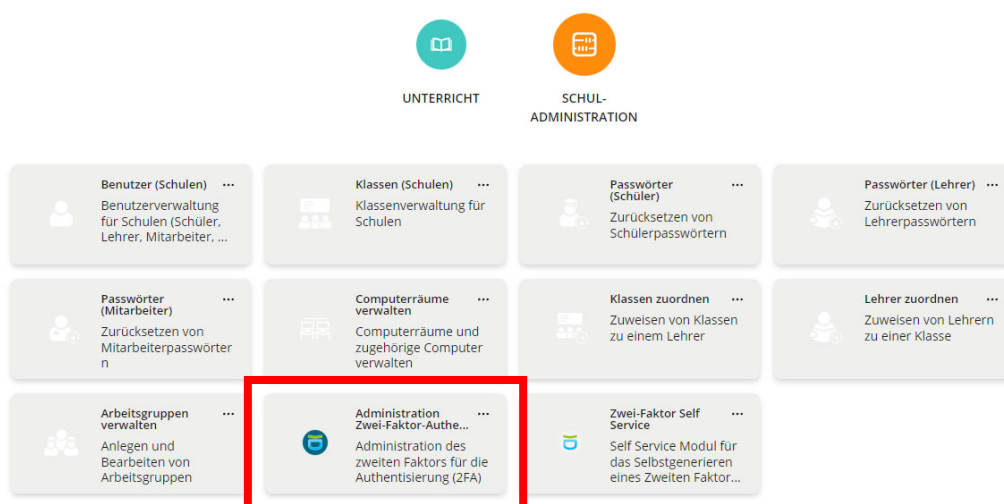 UNTERRICHT
SCHUL-
ADMINISTRATION
Benutzer (Schulen) ...
Benutzerverwaltung
für Schulen (Schüler,
Lehrer, Mitarbeiter, ...
Klassen (Schulen) ...
Klassenverwaltung für
Schulen
Passwörter ...
(Schüler)
Zurücksetzen von
Schülerpasswörtern
Passwörter (Lehrer) ...
Zurücksetzen von
Lehrerpasswörtern
Passwörter ...
(Mitarbeiter)
Zurücksetzen von
Mitarbeiterpasswörter
n
Computerräume ...
verwalten
Computerräume und
zugehörige Computer
verwalten
Klassen zuordnen ...
Zuweisen von Klassen
zu einem Lehrer
Lehrer zuordnen ...
Zuweisen von Lehrern
zu einer Klasse
Arbeitsgruppen ...
verwalten
Anlegen und
Bearbeiten von
Arbeitsgruppen
Administration ...
Zwei-Faktor-Authe...
Administration des
zweiten Faktors für die
Authentisierung (2FA)
Zwei-Faktor Self ...
Service
Self Service Modul für
das Selbstgenerieren
eines Zweiten Faktor...